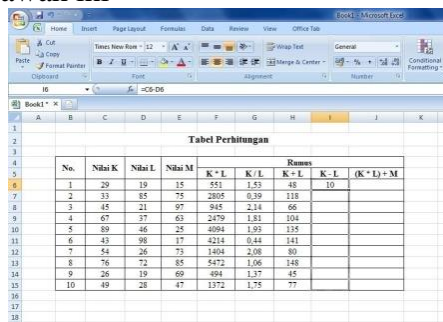 Book1 - Microsoft Excel
Home Insert Page Layout Formulas Data Review View Office Tab
Cut
Copy
Format Painter
Paste
Times New Rom 12
B I U
Wrap Text
Merge & Center
General
Conditional
Formatting
Clipboard Font Alignment Number
I6 fx =C6-D6
Book1 *
A B C D E F G H I J K
1
2 Tabel Perhitungan
3
4 No. Nilai K Nilai L Nilai M Rumus
5 K * L K / L K + L K - L (K * L) + M
6 1 29 19 15 551 1,53 48 10
7 2 33 85 75 2805 0,39 118
8 3 45 21 97 945 2,14 66
9 4 67 37 63 2479 1,81 104
10 5 89 46 25 4094 1,93 135
11 6 43 98 17 4214 0,44 141
12 7 54 26 73 1404 2,08 80
13 8 76 72 85 5472 1,06 148
14 9 26 19 69 494 1,37 45
15 10 49 28 47 1372 1,75 77
16
17
18